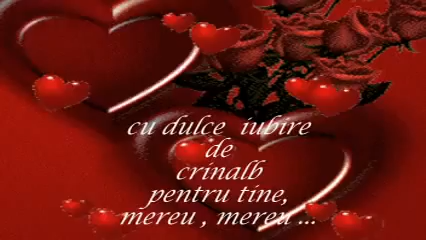 cu dulce iubire
de
crinalb
pentru tine,
mereu , mereu ...